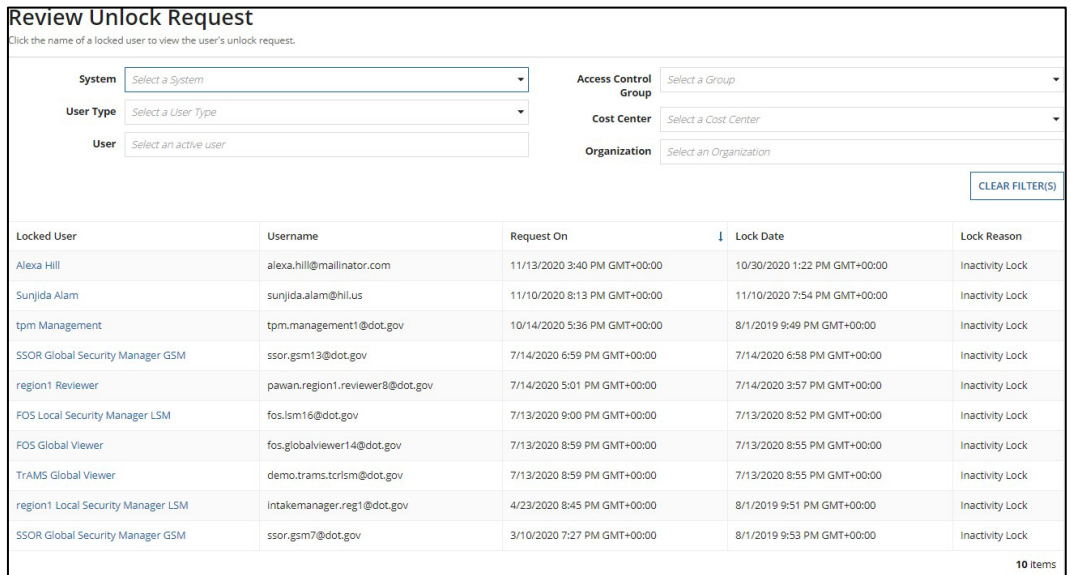 Review Unlock Request
Click the name of a locked user to view the user's unlock request.
System Select a System
Access Control Group Select a Group
User Type Select a User Type
Cost Center Select a Cost Center
User Select an active user
Organization Select an Organization
CLEAR FILTER(S)
Locked User Username Request On ↓ Lock Date Lock Reason
Alexa Hill alexa.hill@mailinator.com 11/13/2020 3:40 PM GMT+00:00 10/30/2020 1:22 PM GMT+00:00 Inactivity Lock
Sunjida Alam sunjida.alam@hil.us 11/10/2020 8:13 PM GMT+00:00 11/10/2020 7:54 PM GMT+00:00 Inactivity Lock
tpm Management tpm.management1@dot.gov 10/14/2020 5:36 PM GMT+00:00 8/1/2019 9:49 PM GMT+00:00 Inactivity Lock
SSOR Global Security Manager GSM ssor.gsm13@dot.gov 7/14/2020 6:59 PM GMT+00:00 7/14/2020 6:58 PM GMT+00:00 Inactivity Lock
region1 Reviewer pawan.region1.reviewer8@dot.gov 7/14/2020 5:01 PM GMT+00:00 7/14/2020 3:57 PM GMT+00:00 Inactivity Lock
FOS Local Security Manager LSM fos.lsm16@dot.gov 7/13/2020 9:00 PM GMT+00:00 7/13/2020 8:52 PM GMT+00:00 Inactivity Lock
FOS Global Viewer fos.globalviewer14@dot.gov 7/13/2020 8:59 PM GMT+00:00 7/13/2020 8:55 PM GMT+00:00 Inactivity Lock
TrAMS Global Viewer demo.trams.tcrlsm@dot.gov 7/13/2020 8:59 PM GMT+00:00 7/13/2020 8:55 PM GMT+00:00 Inactivity Lock
region1 Local Security Manager LSM intakemanager.reg1@dot.gov 4/23/2020 8:45 PM GMT+00:00 8/1/2019 9:51 PM GMT+00:00 Inactivity Lock
SSOR Global Security Manager GSM ssor.gsm7@dot.gov 3/10/2020 7:27 PM GMT+00:00 8/1/2019 9:53 PM GMT+00:00 Inactivity Lock
10 items